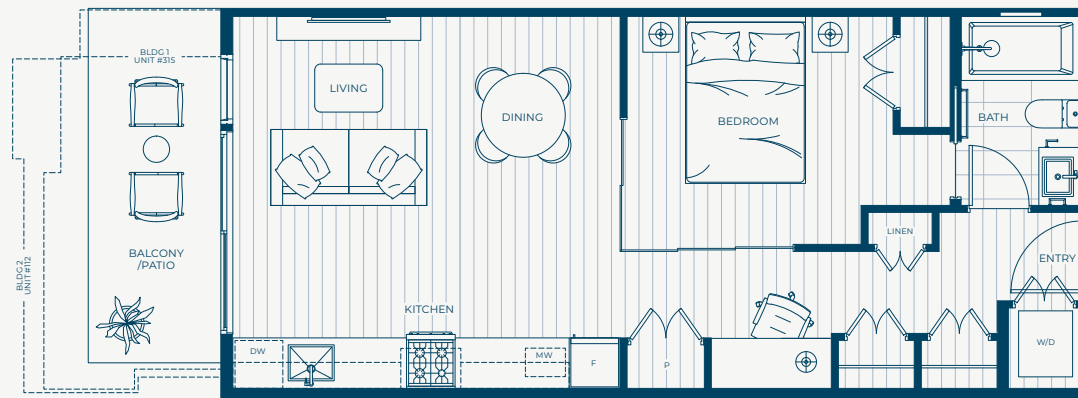 BLDG 1
UNIT #315
LIVING
DINING
BEDROOM
BATH
LINEN
BALCONY
/PATIO
ENTRY
BLDG 2
UNIT #112
KITCHEN
DW
MW
F
P
W/D